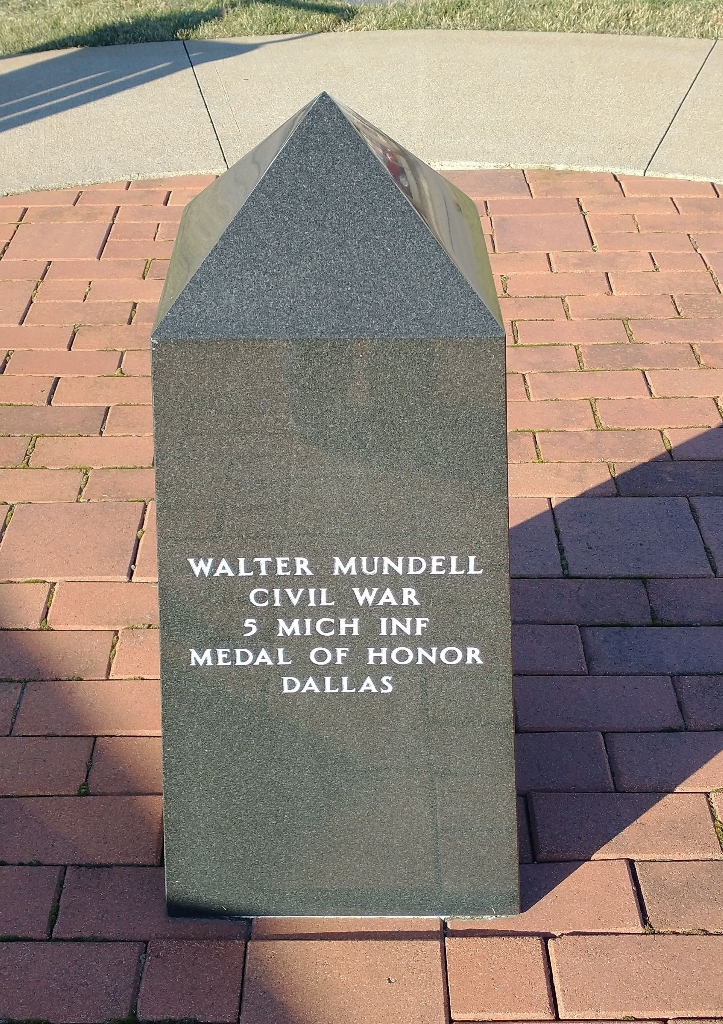 WALTER MUNDELL
CIVIL WAR
5 MICH INF
MEDAL OF HONOR
DALLAS